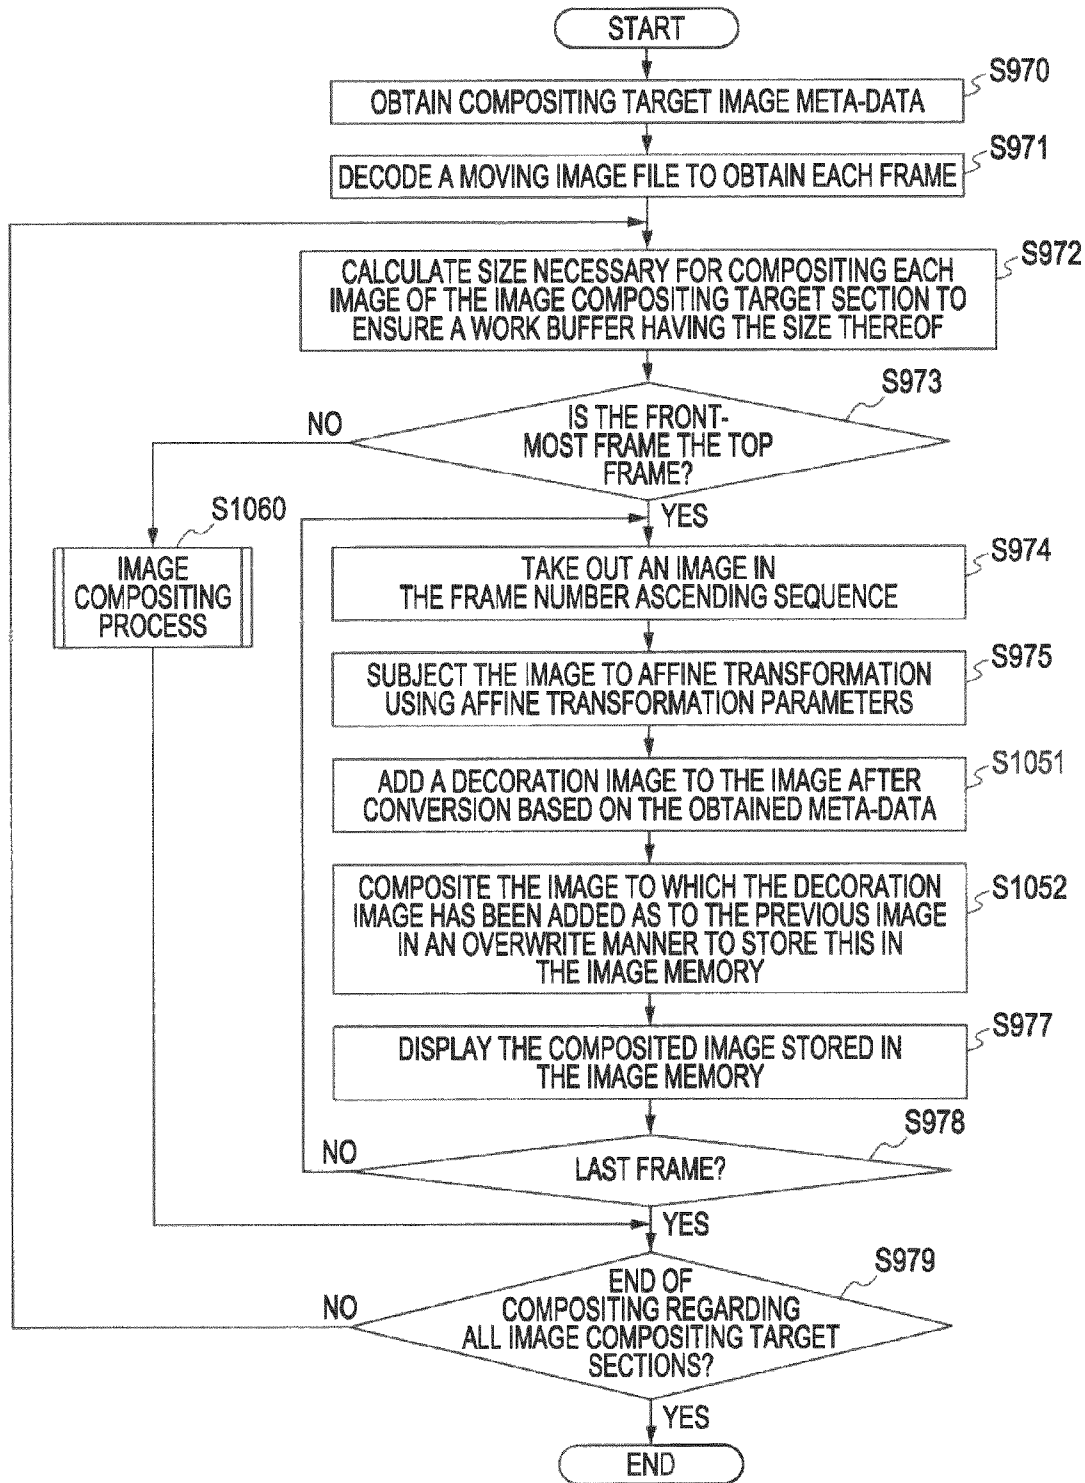 START
S970
OBTAIN COMPOSITING TARGET IMAGE META-DATA
S971
DECODE A MOVING IMAGE FILE TO OBTAIN EACH FRAME
S972
CALCULATE SIZE NECESSARY FOR COMPOSITING EACH
IMAGE OF THE IMAGE COMPOSITING TARGET SECTION TO
ENSURE A WORK BUFFER HAVING THE SIZE THEREOF
S973
IS THE FRONT-
MOST FRAME THE TOP
FRAME?
NO
YES
S1060
IMAGE
COMPOSITING
PROCESS
S974
TAKE OUT AN IMAGE IN
THE FRAME NUMBER ASCENDING SEQUENCE
S975
SUBJECT THE IMAGE TO AFFINE TRANSFORMATION
USING AFFINE TRANSFORMATION PARAMETERS
S1051
ADD A DECORATION IMAGE TO THE IMAGE AFTER
CONVERSION BASED ON THE OBTAINED META-DATA
S1052
COMPOSITE THE IMAGE TO WHICH THE DECORATION
IMAGE HAS BEEN ADDED AS TO THE PREVIOUS IMAGE
IN AN OVERWRITE MANNER TO STORE THIS IN
THE IMAGE MEMORY
S977
DISPLAY THE COMPOSITED IMAGE STORED IN
THE IMAGE MEMORY
S978
NO
LAST FRAME?
YES
S979
NO
END OF
COMPOSITING REGARDING
ALL IMAGE COMPOSITING TARGET
SECTIONS?
YES
END